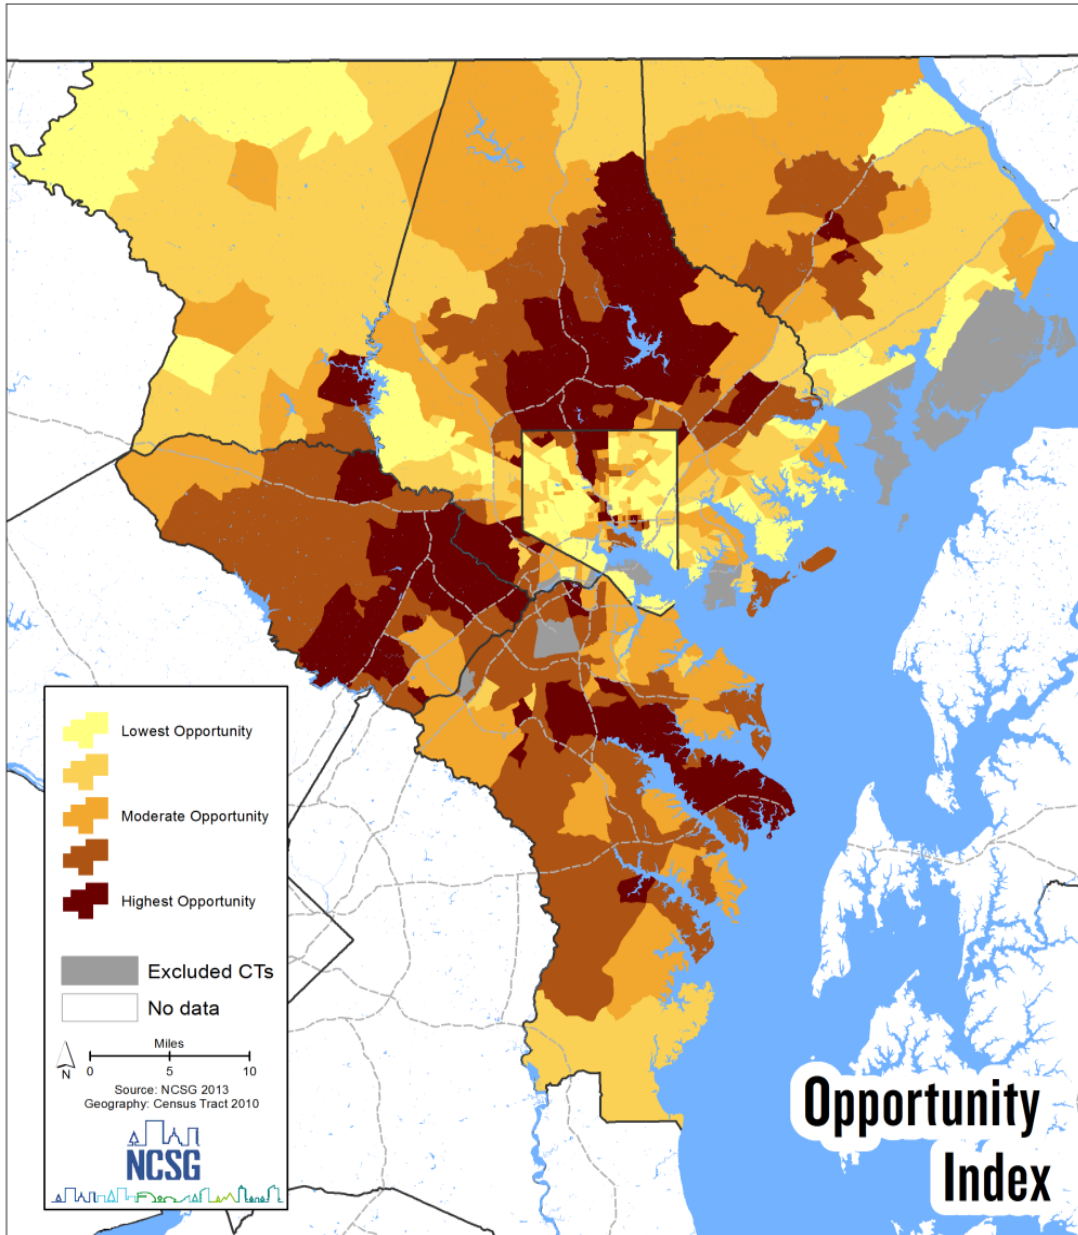 Lowest Opportunity
Moderate Opportunity
Highest Opportunity
Excluded CTs
No data
Miles
N
0 5 10
Source: NCSG 2013
Geography: Census Tract 2010
NCSG
Opportunity
Index